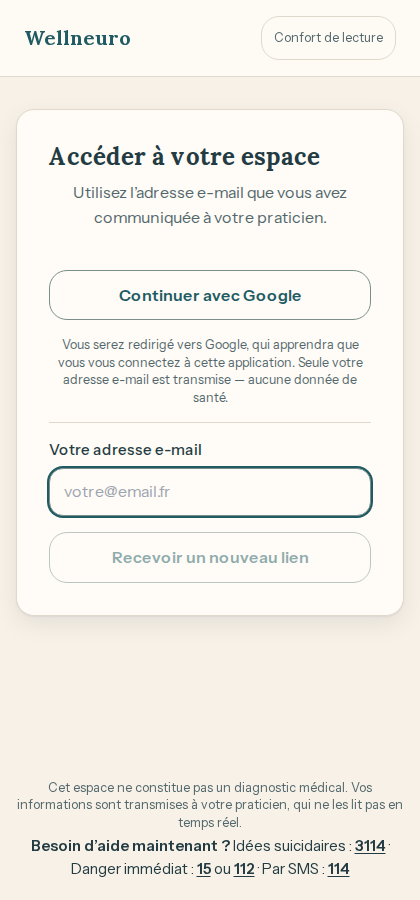 Wellneuro
Confort de lecture
Accéder à votre espace
Utilisez l’adresse e-mail que vous avez
communiquée à votre praticien.
Continuer avec Google
Vous serez redirigé vers Google, qui apprendra que
vous vous connectez à cette application. Seule votre
adresse e-mail est transmise — aucune donnée de
santé.
Votre adresse e-mail
votre@email.fr
Recevoir un nouveau lien
Cet espace ne constitue pas un diagnostic médical. Vos
informations sont transmises à votre praticien, qui ne les lit pas en
temps réel.
Besoin d’aide maintenant ? Idées suicidaires : 3114 ·
Danger immédiat : 15 ou 112 · Par SMS : 114